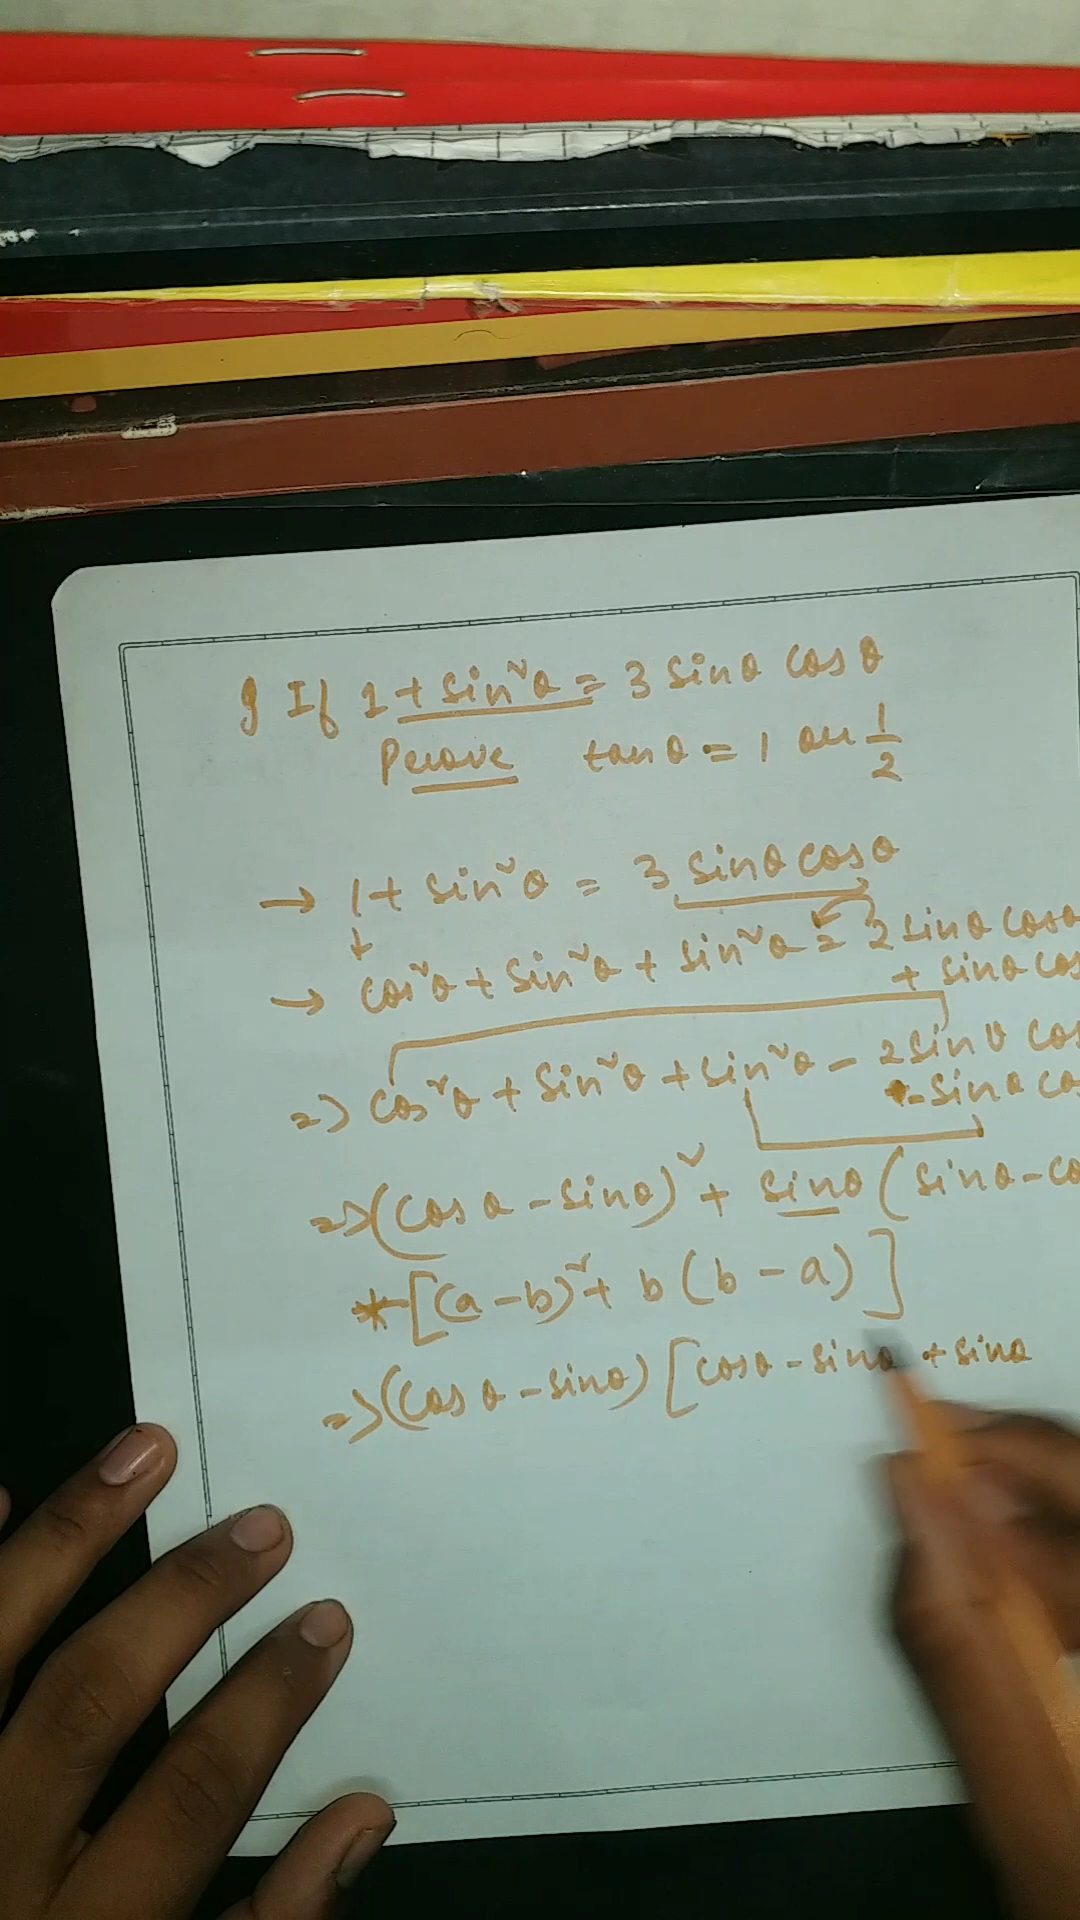 9 If 1 + sin²θ = 3 sinθ cosθ
Prove tanθ = 1 or 1/2
→ 1 + sin²θ = 3 sinθ cosθ
→ cos²θ + sin²θ + sin²θ = 2 sinθ cosθ
+ sinθ cos
=> cos²θ + sin²θ + sin²θ - 2sinθ cos
- sinθ cos
=> (cosθ - sinθ)² + sinθ (sinθ - co
* [(a - b)² + b (b - a)]
=> (cosθ - sinθ) [cosθ - sinθ + sinθ